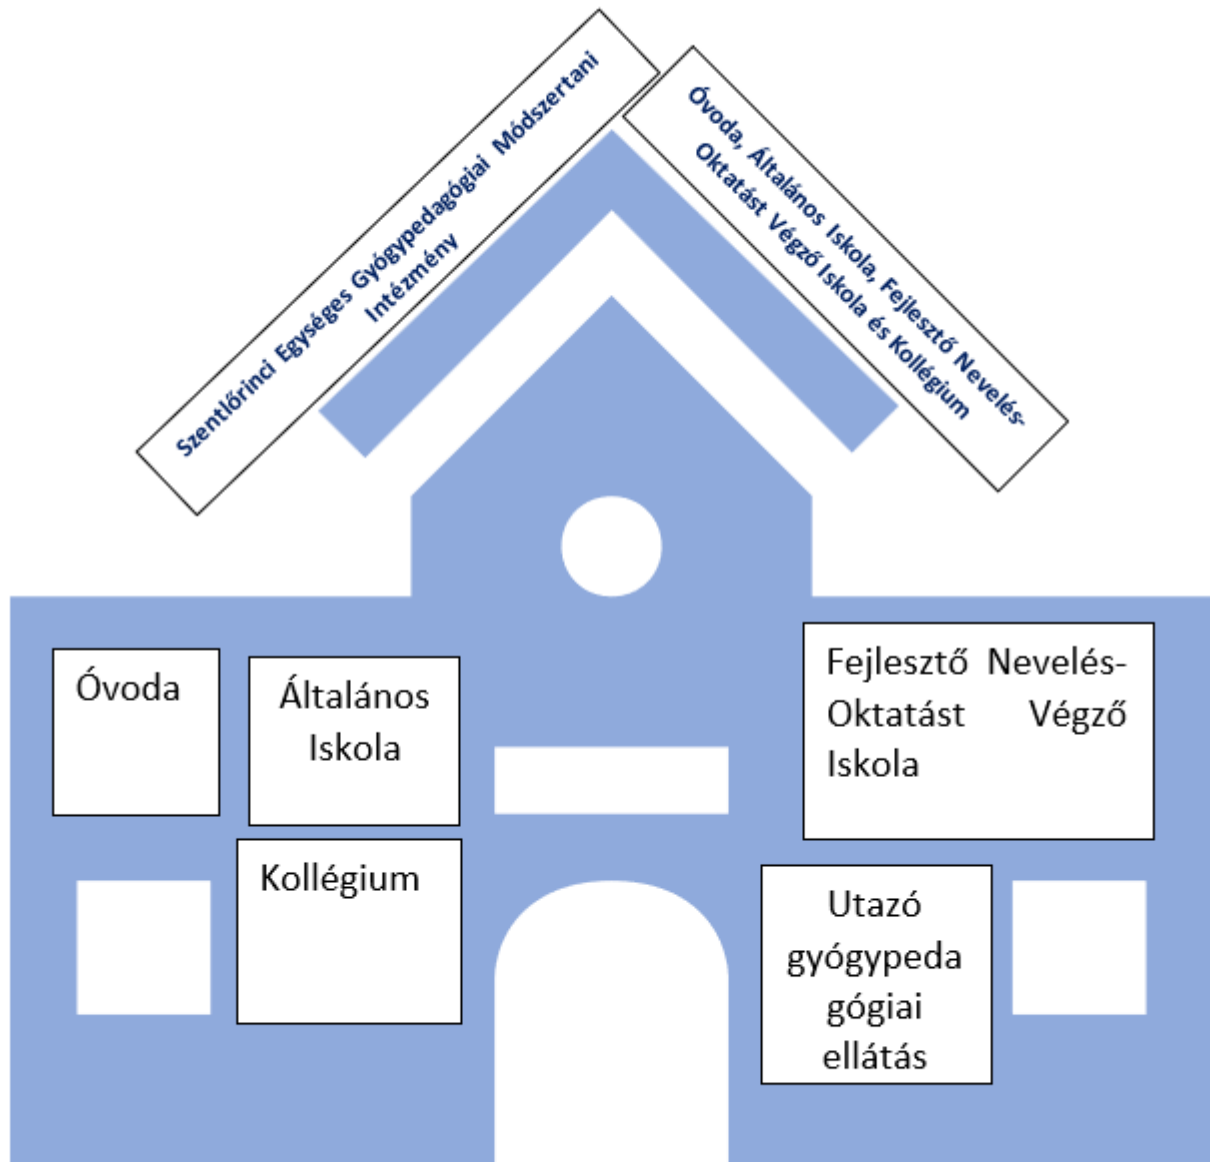 Szentlőrinci Egységes Gyógypedagógiai Módszertani
Intézmény
Óvoda, Általános Iskola, Fejlesztő Nevelés-
Oktatást Végző Iskola és Kollégium
Óvoda
Általános
Iskola
Fejlesztő Nevelés-
Oktatást Végző
Iskola
Kollégium
Utazó
gyógypeda
gógiai
ellátás